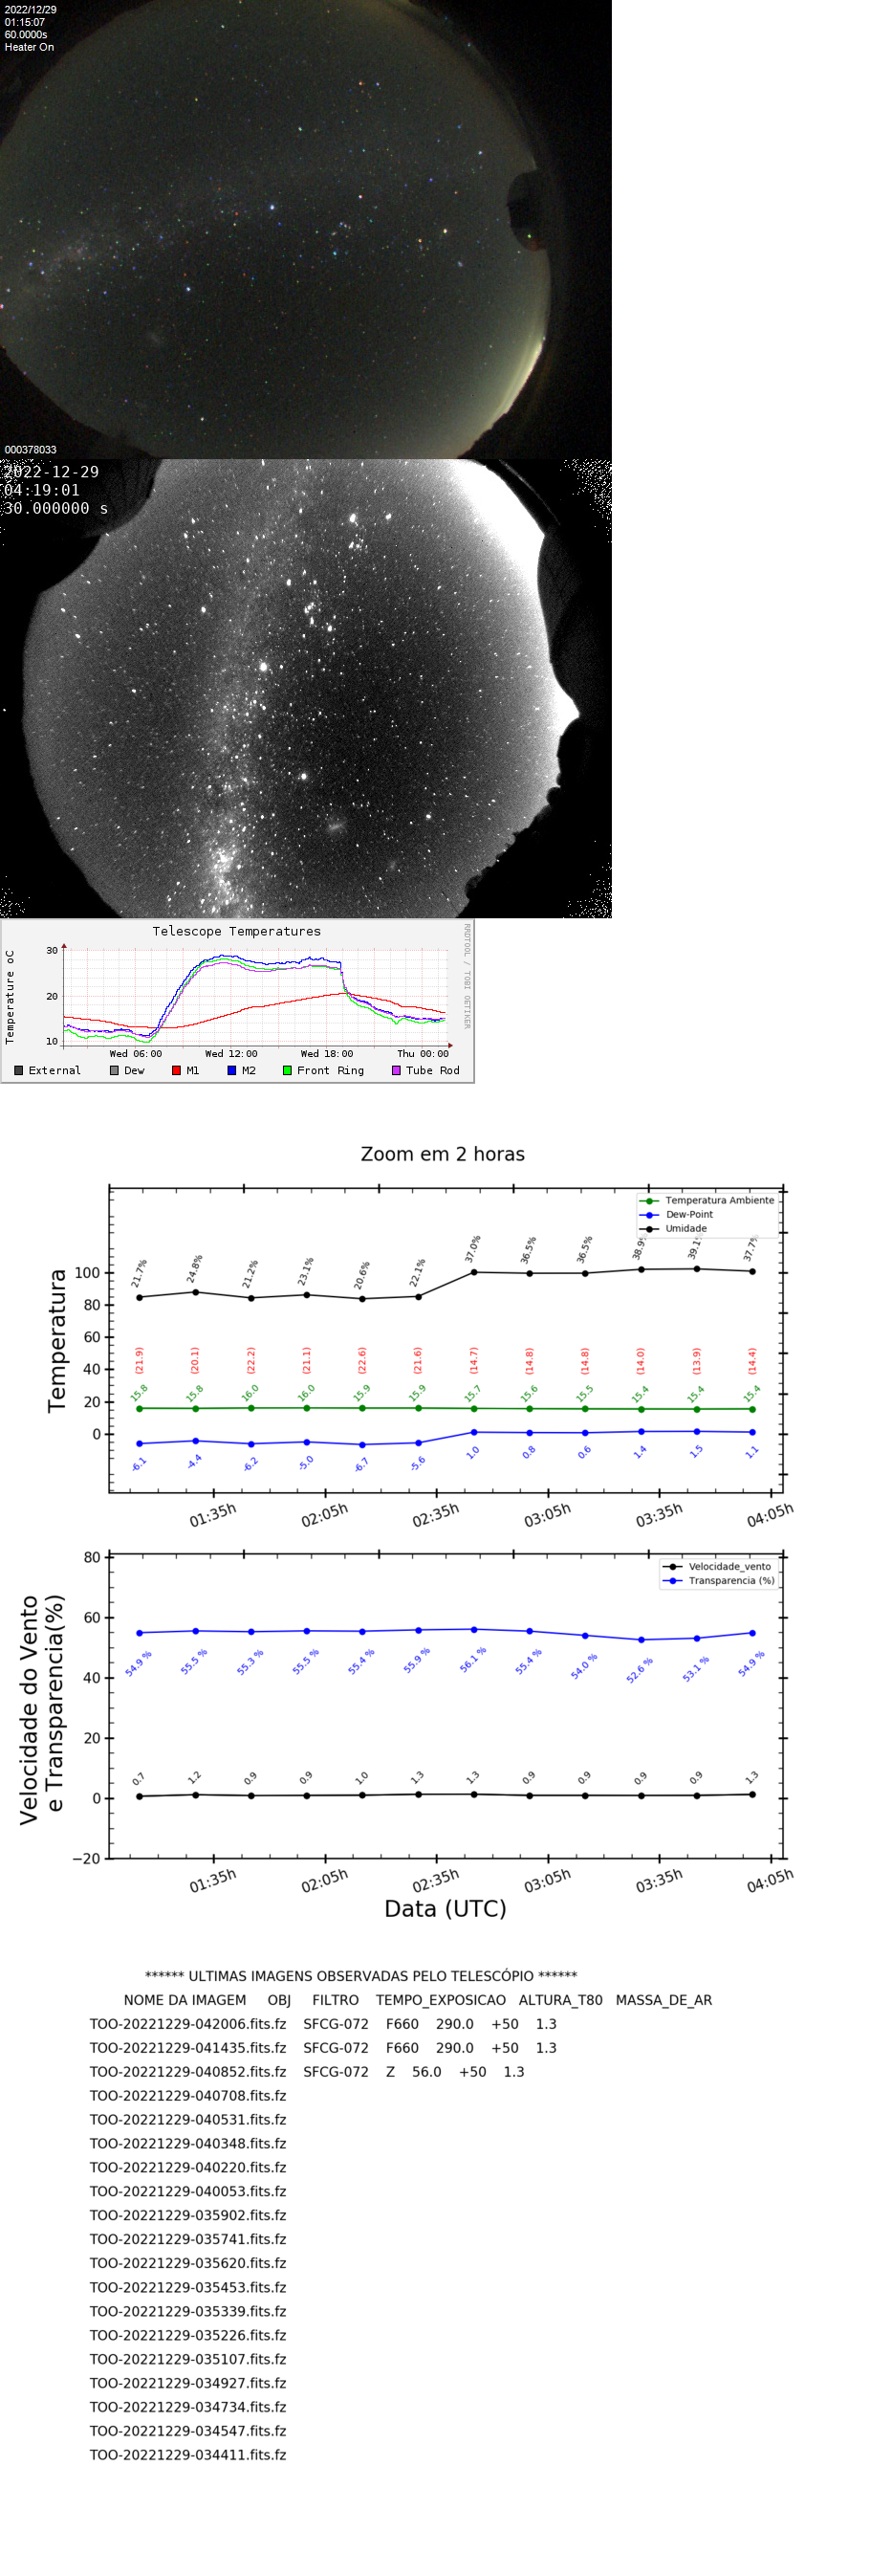 2022/12/29
01:15:07
60.0000s
Heater On
000378033
2022-12-29
04:19:01
30.000000 s
Telescope Temperatures
Temperature oC
30
20
10
Wed 06:00 Wed 12:00 Wed 18:00 Thu 00:00
External Dew M1 M2 Front Ring Tube Rod
RRDTOOL / TOBI OETIKER
Zoom em 2 horas
Temperatura
Temperatura Ambiente
Dew-Point
Umidade
100
80
60
40
20
0
21.7% 24.8% 21.2% 23.1% 20.6% 22.1% 37.0% 36.5% 36.5% 38.9% 39.1% 37.7%
(21.9) (20.1) (22.2) (21.1) (22.6) (21.6) (14.7) (14.8) (14.8) (14.0) (13.9) (14.4)
15.8 15.8 16.0 16.0 15.9 15.9 15.7 15.6 15.5 15.4 15.4 15.4
-6.1 -4.4 -6.2 -5.0 -6.7 -5.6 1.0 0.8 0.6 1.4 1.5 1.1
01:35h 02:05h 02:35h 03:05h 03:35h 04:05h
Velocidade do Vento
e Transparencia(%)
Velocidade_vento
Transparencia (%)
80
60
40
20
0
−20
54.9 % 55.5 % 55.3 % 55.5 % 55.4 % 55.9 % 56.1 % 55.4 % 54.0 % 52.6 % 53.1 % 54.9 %
0.7 1.2 0.9 0.9 1.0 1.3 1.3 0.9 0.9 0.9 0.9 1.3
01:35h 02:05h 02:35h 03:05h 03:35h 04:05h
Data (UTC)
****** ULTIMAS IMAGENS OBSERVADAS PELO TELESCÓPIO ******
NOME DA IMAGEM OBJ FILTRO TEMPO_EXPOSICAO ALTURA_T80 MASSA_DE_AR
TOO-20221229-042006.fits.fz SFCG-072 F660 290.0 +50 1.3
TOO-20221229-041435.fits.fz SFCG-072 F660 290.0 +50 1.3
TOO-20221229-040852.fits.fz SFCG-072 Z 56.0 +50 1.3
TOO-20221229-040708.fits.fz
TOO-20221229-040531.fits.fz
TOO-20221229-040348.fits.fz
TOO-20221229-040220.fits.fz
TOO-20221229-040053.fits.fz
TOO-20221229-035902.fits.fz
TOO-20221229-035741.fits.fz
TOO-20221229-035620.fits.fz
TOO-20221229-035453.fits.fz
TOO-20221229-035339.fits.fz
TOO-20221229-035226.fits.fz
TOO-20221229-035107.fits.fz
TOO-20221229-034927.fits.fz
TOO-20221229-034734.fits.fz
TOO-20221229-034547.fits.fz
TOO-20221229-034411.fits.fz